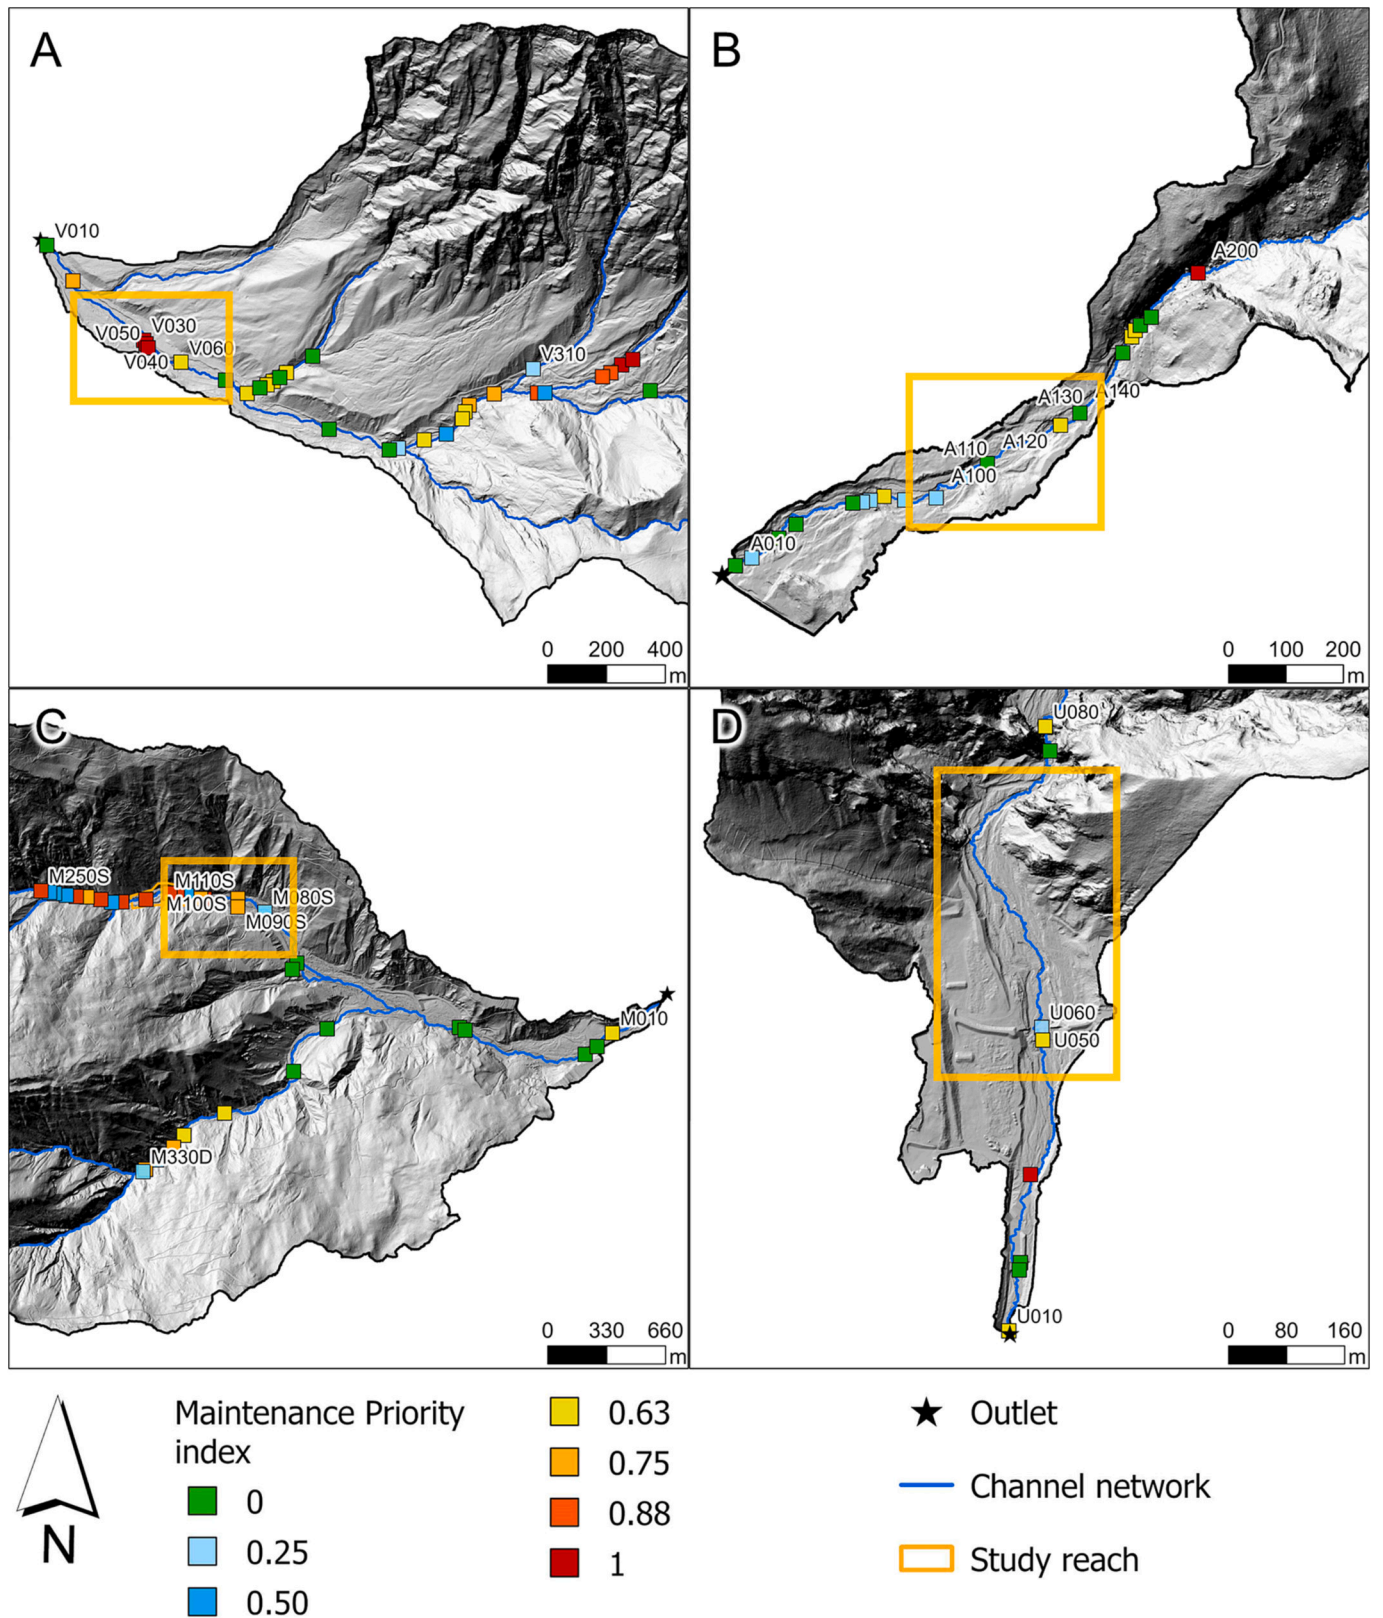 A
V010
V050
V030
V040
V060
V310
0 200 400
m
B
A200
A130
A140
A110
A120
A100
A010
0 100 200
m
C
M250S
M110S
M100S
M080S
M090S
M010
M330D
0 330 660
m
D
U080
U060
U050
U010
0 80 160
m
N
Maintenance Priority
index
0
0.25
0.50
0.63
0.75
0.88
1
Outlet
Channel network
Study reach